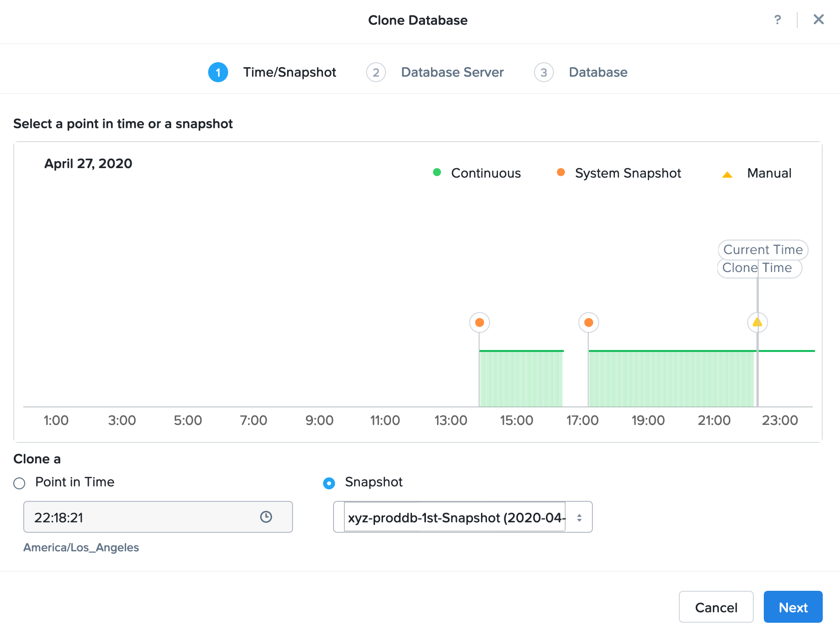 Clone Database
?
1 Time/Snapshot 2 Database Server 3 Database
Select a point in time or a snapshot
April 27, 2020
Continuous System Snapshot Manual
Current Time
Clone Time
1:00 3:00 5:00 7:00 9:00 11:00 13:00 15:00 17:00 19:00 21:00 23:00
Clone a
Point in Time Snapshot
22:18:21 xyz-proddb-1st-Snapshot (2020-04-
America/Los_Angeles
Cancel Next